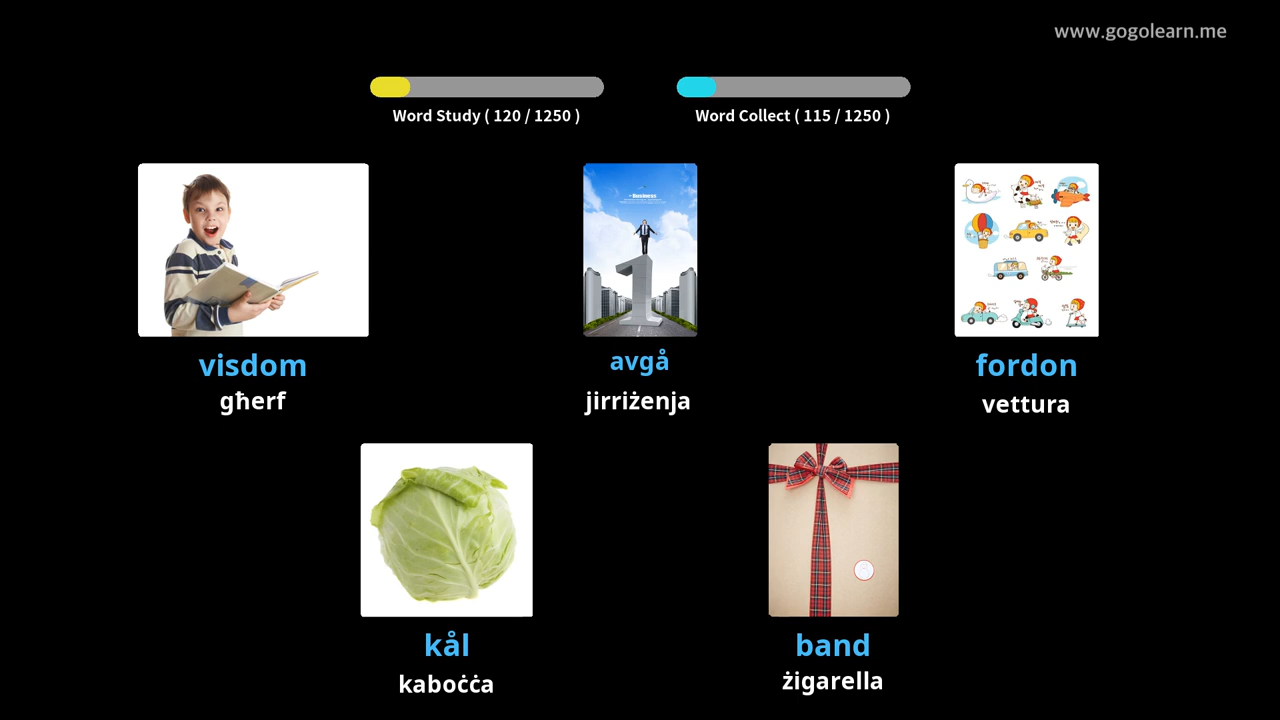 www.gogolearn.me
Word Study ( 120 / 1250 )
Word Collect ( 115 / 1250 )
Business
visdom
għerf
avgå
jirriżenja
fordon
vettura
kål
kaboċċa
band
żigarella